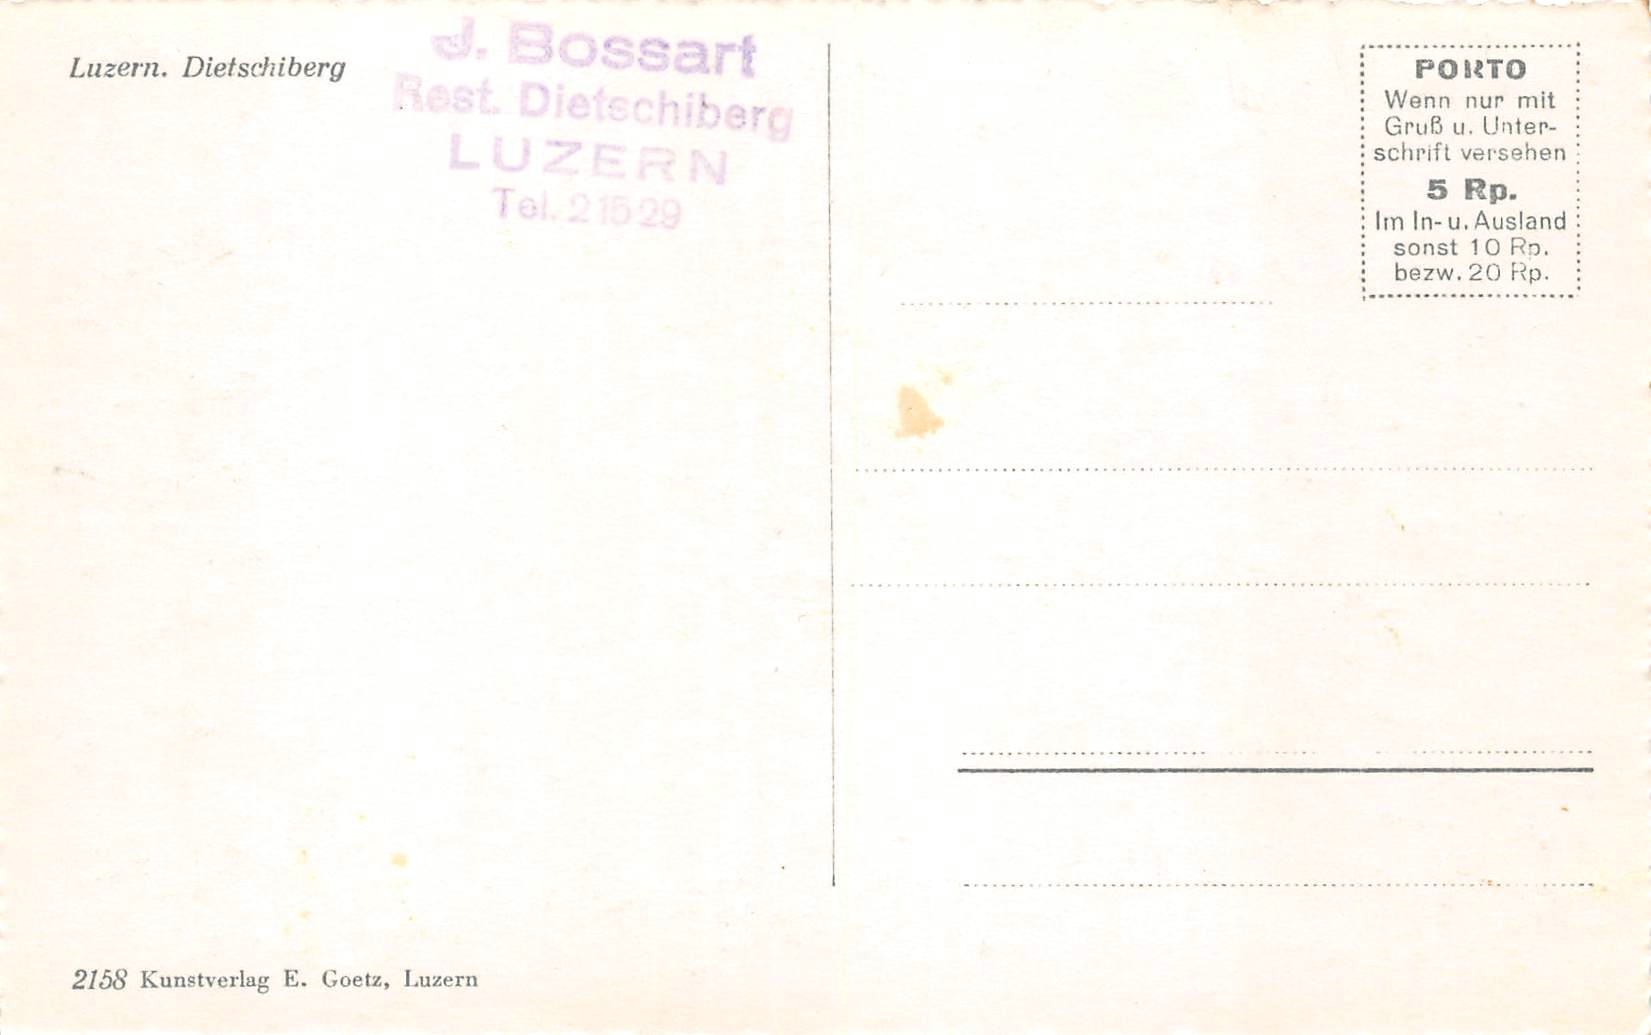 Luzern. Dietschiberg
J. Bossart
Rest. Dietschiberg
LUZERN
Tel. 21529
PORTO
Wenn nur mit
Gruß u. Unter-
schrift versehen
5 Rp.
Im In- u. Ausland
sonst 10 Rp.
bezw. 20 Rp.
2158 Kunstverlag E. Goetz, Luzern